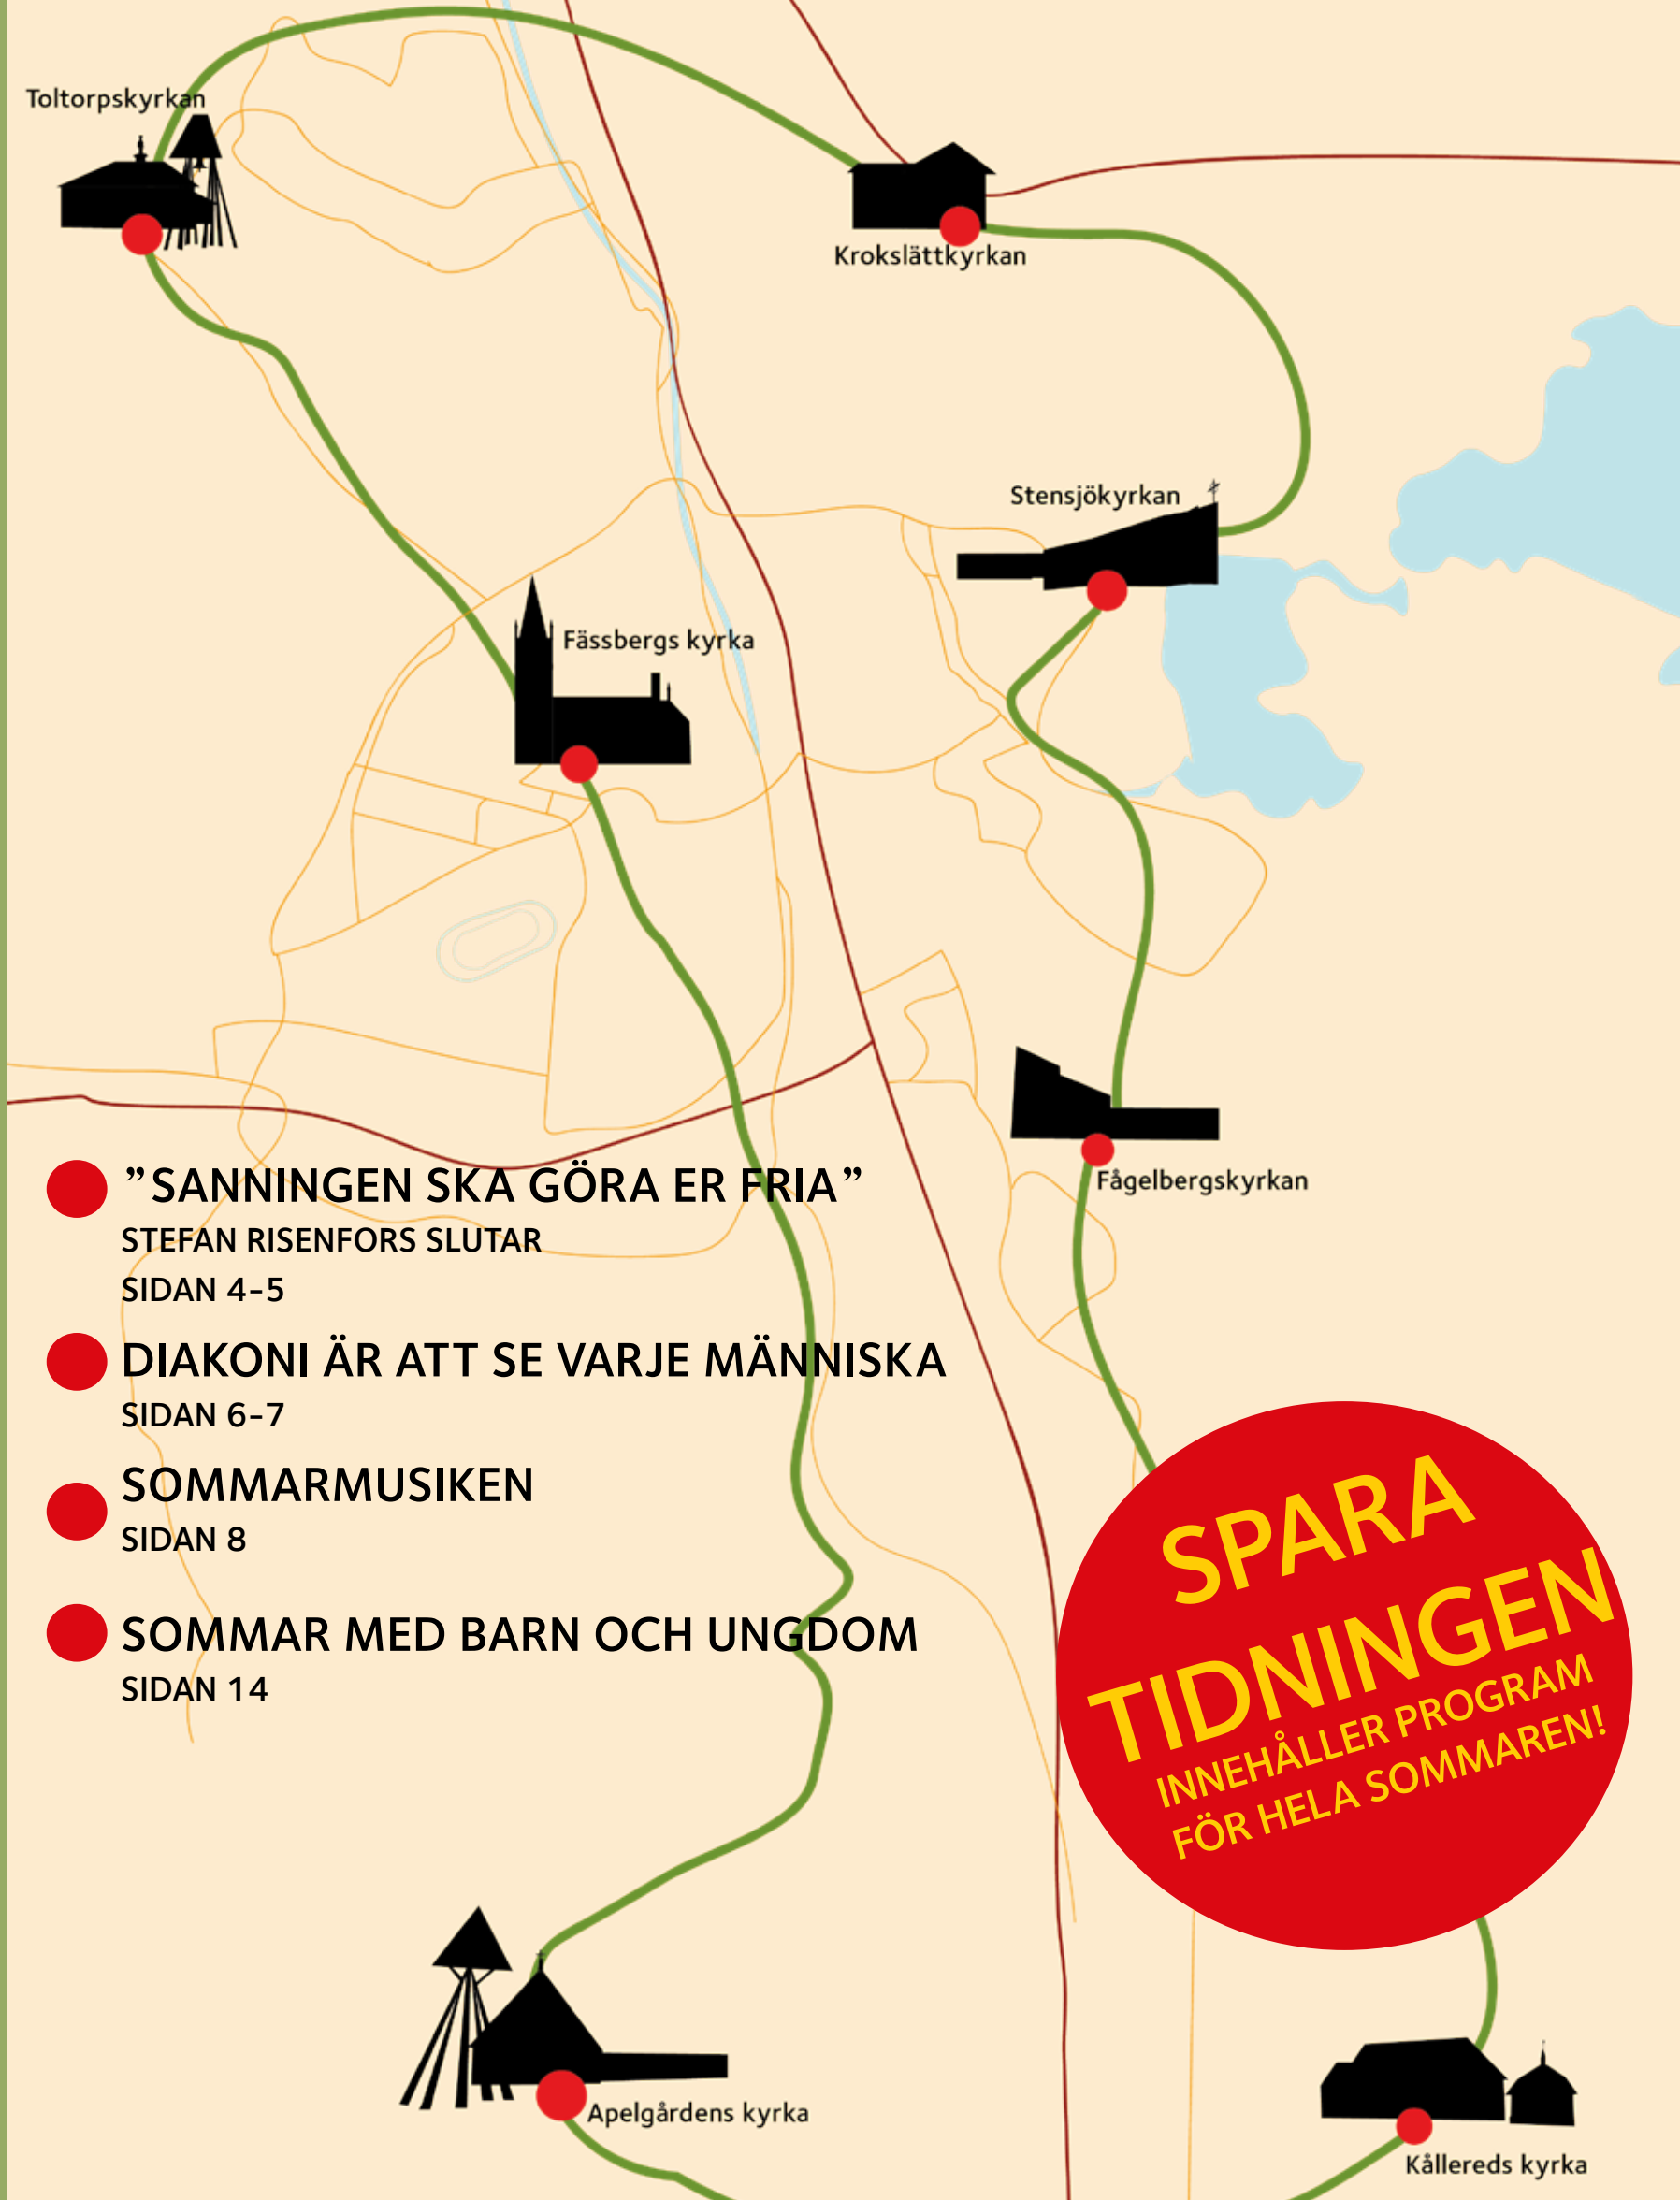 Toltorpskyrkan
Krokslättkyrkan
Stensjökyrkan
Fässbergs kyrka
Fågelbergskyrkan
”SANNINGEN SKA GÖRA ER FRIA”
STEFAN RISENFORS SLUTAR
SIDAN 4–5
DIAKONI ÄR ATT SE VARJE MÄNNISKA
SIDAN 6–7
SOMMARMUSIKEN
SIDAN 8
SOMMAR MED BARN OCH UNGDOM
SIDAN 14
SPARA
TIDNINGEN
INNEHÅLLER PROGRAM
FÖR HELA SOMMAREN!
Apelgårdens kyrka
Kållereds kyrka